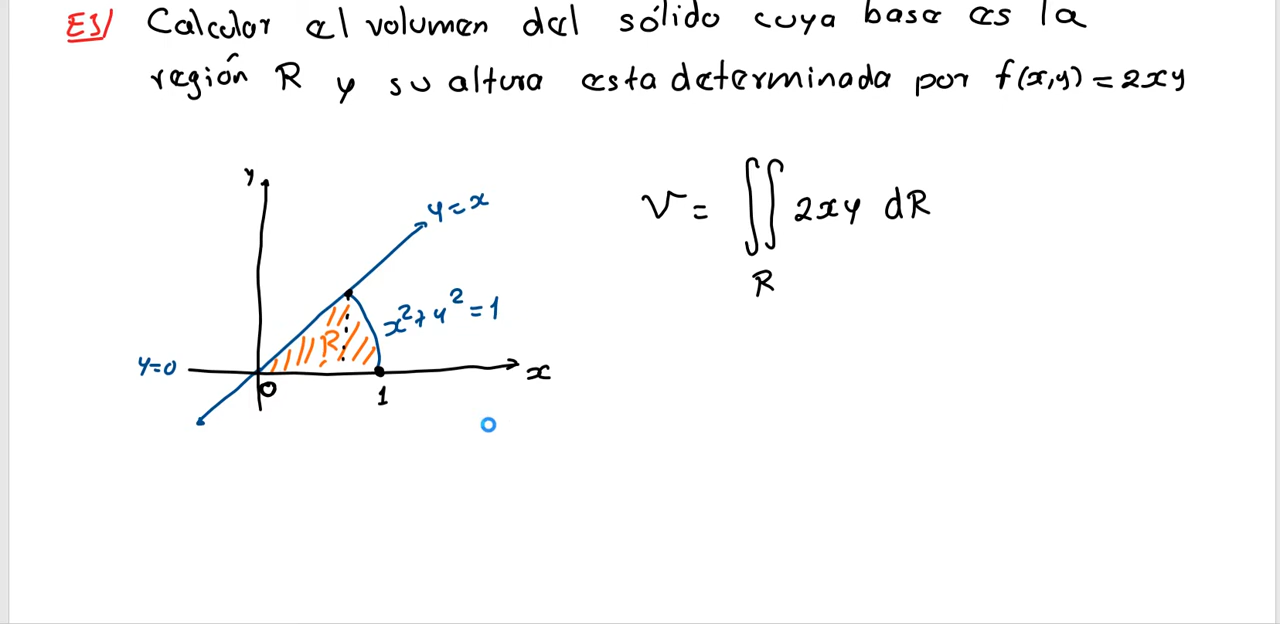 EJ/ Calcular el volumen del sólido cuya base es la
región R y su altura esta determinada por f(x,y) = 2xy
y
y=x
V = ∬ 2xy dR
R
x²+y²=1
R
y=0
x
0
1